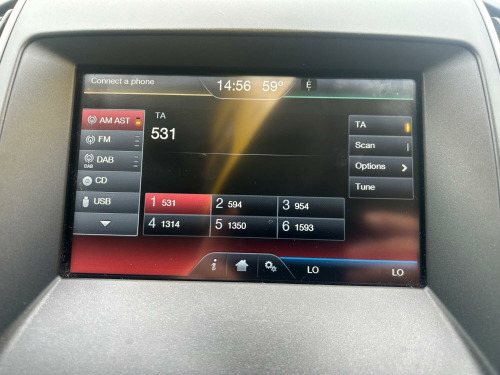 Connect a phone
14:56 59° E
AM AST
FM
DAB
DAB
CD
USB
TA
531
TA
Scan
Options
Tune
1 531
2 594
3 954
4 1314
5 1350
6 1593
i
LO
LO